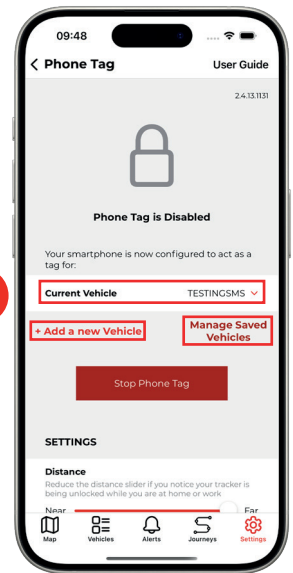 09:48
Phone Tag User Guide
2.4.13.1131
Phone Tag is Disabled
Your smartphone is now configured to act as a
tag for:
Current Vehicle TESTINGSMS
+ Add a new Vehicle
Manage Saved
Vehicles
Stop Phone Tag
SETTINGS
Distance
Reduce the distance slider if you notice your tracker is
being unlocked while you are at home or work
Near Far
Map Vehicles Alerts Journeys Settings